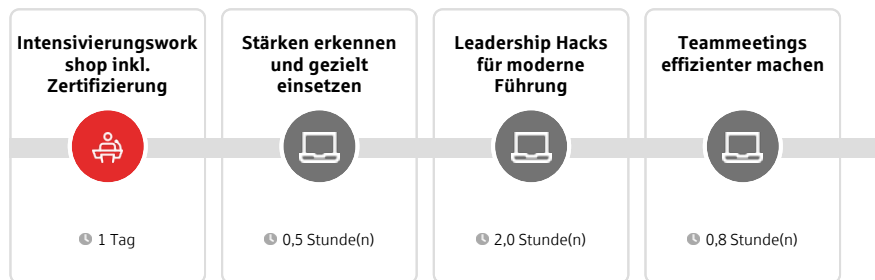 Intensivierungswork
shop inkl.
Zertifizierung
1 Tag
Stärken erkennen
und gezielt
einsetzen
0,5 Stunde(n)
Leadership Hacks
für moderne
Führung
2,0 Stunde(n)
Teammeetings
effizienter machen
0,8 Stunde(n)